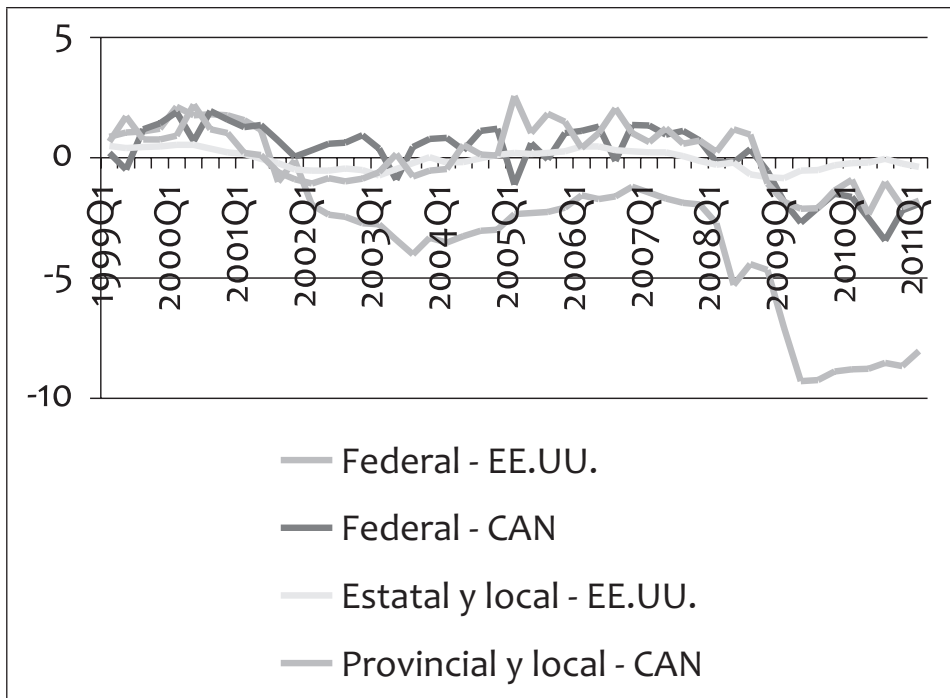 5
0
-5
-10
1999Q1
2000Q1
2001Q1
2002Q1
2003Q1
2004Q1
2005Q1
2006Q1
2007Q1
2008Q1
2009Q1
2010Q1
2011Q1
Federal - EE.UU.
Federal - CAN
Estatal y local - EE.UU.
Provincial y local - CAN